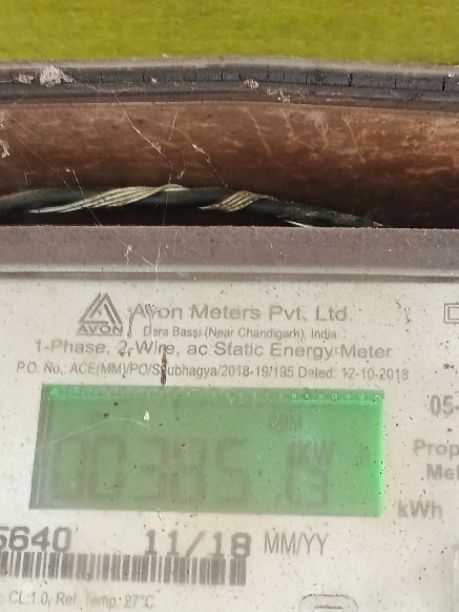 AVON
Avon Meters Pvt. Ltd.
Dera Bassi (Near Chandigarh), India
1-Phase, 2-Wire, ac Static Energy Meter
P.O. No.: ACE(MM)/PO/Saubhagya/2018-19/195 Dated: 12-10-2018
05-
Prop
kWh
5640 11/18 MM/YY
CL:1.0, Ref. Temp: 27°C